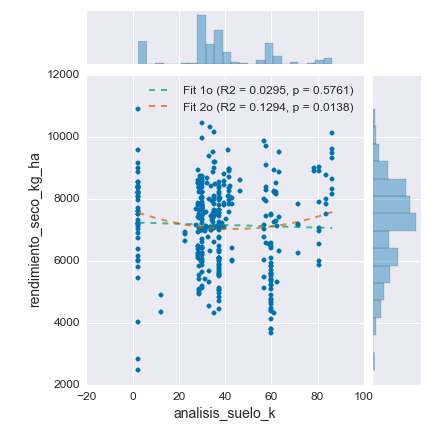 12000
10000
8000
6000
4000
2000
rendimiento_seco_kg_ha
Fit 1o (R2 = 0.0295, p = 0.5761)
Fit 2o (R2 = 0.1294, p = 0.0138)
−20 0 20 40 60 80 100
analisis_suelo_k